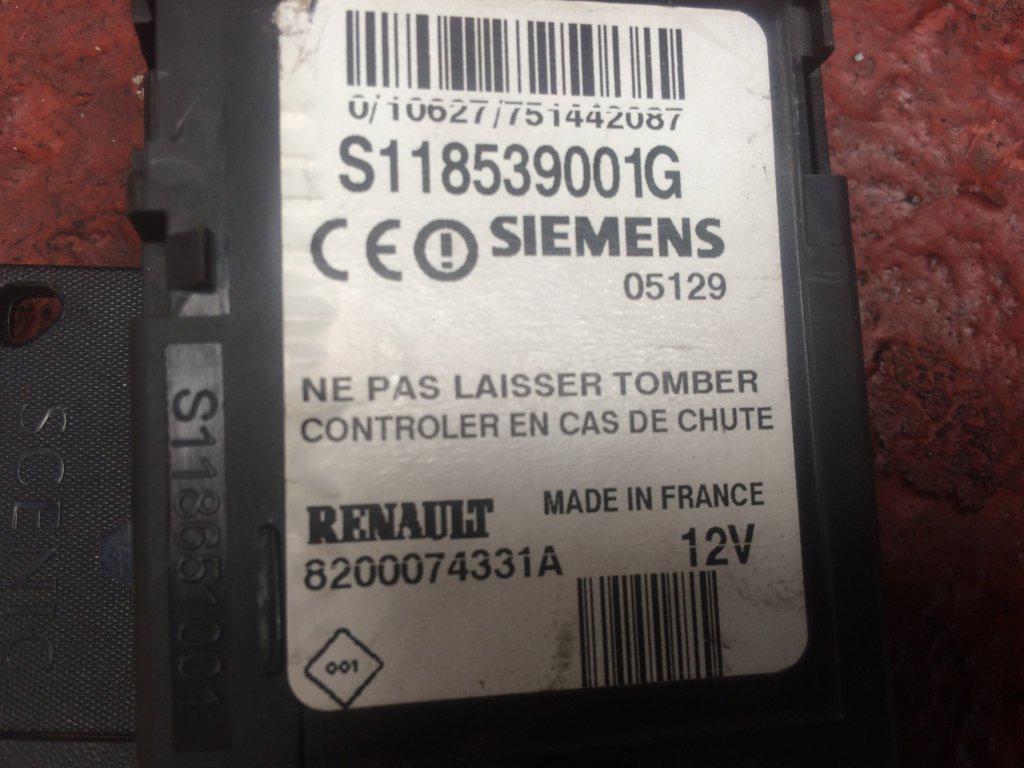 0/10627/751442087
S118539001G
CE SIEMENS
05129
NE PAS LAISSER TOMBER
CONTROLER EN CAS DE CHUTE
RENAULT MADE IN FRANCE
8200074331A 12V
001
S118651001
SCENIC